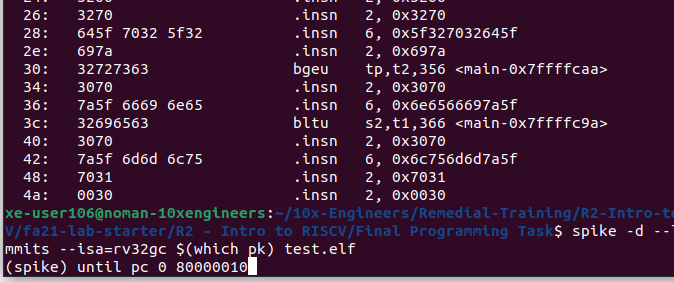 26: 3270 .insn 2, 0x3270
28: 645f 7032 5f32 .insn 6, 0x5f327032645f
2e: 697a .insn 2, 0x697a
30: 32727363 bgeu tp,t2,356 <main-0x7ffffcaa>
34: 3070 .insn 2, 0x3070
36: 7a5f 6669 6e65 .insn 6, 0x6e6566697a5f
3c: 32696563 bltu s2,t1,366 <main-0x7ffffc9a>
40: 3070 .insn 2, 0x3070
42: 7a5f 6d6d 6c75 .insn 6, 0x6c756d6d7a5f
48: 7031 .insn 2, 0x7031
4a: 0030 .insn 2, 0x0030
xe-user106@noman-10xengineers:~/10x-Engineers/Remedial-Training/R2-Intro-to
V/fa21-lab-starter/R2 - Intro to RISCV/Final Programming Task$ spike -d --l
mmits --isa=rv32gc $(which pk) test.elf
(spike) until pc 0 80000010